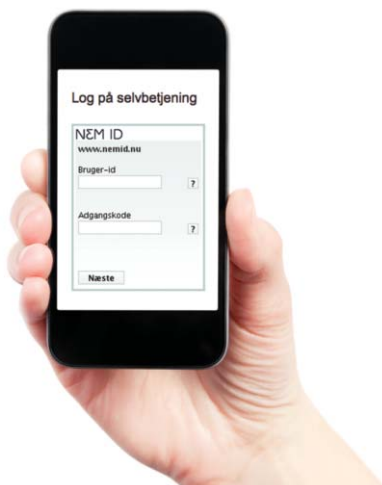 Log på selvbetjening
NEM ID
www.nemid.nu
Bruger-id
?
Adgangskode
?
Næste